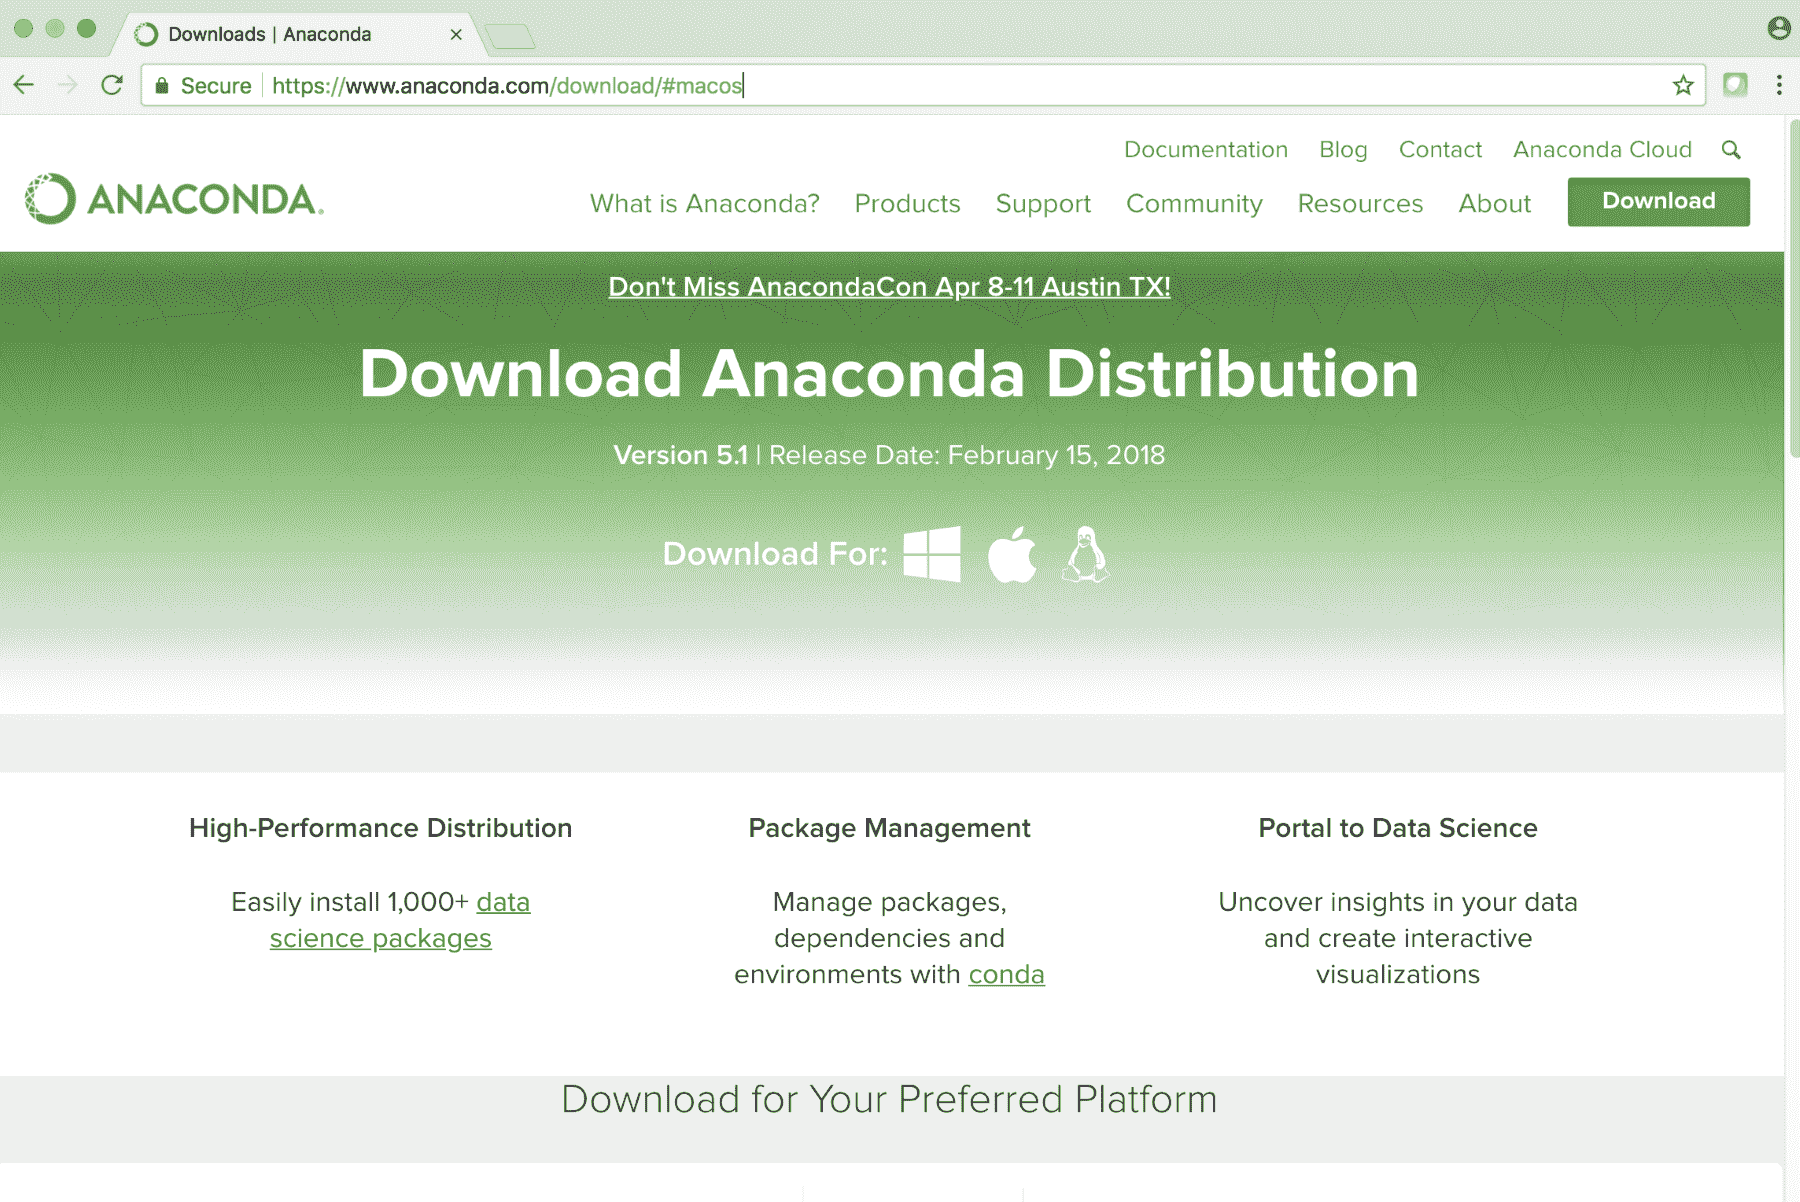 Downloads | Anaconda
Secure https://www.anaconda.com/download/#macos
Documentation Blog Contact Anaconda Cloud
ANACONDA.
What is Anaconda? Products Support Community Resources About Download
Don't Miss AnacondaCon Apr 8-11 Austin TX!
Download Anaconda Distribution
Version 5.1 | Release Date: February 15, 2018
Download For:
High-Performance Distribution
Easily install 1,000+ data
science packages
Package Management
Manage packages,
dependencies and
environments with conda
Portal to Data Science
Uncover insights in your data
and create interactive
visualizations
Download for Your Preferred Platform